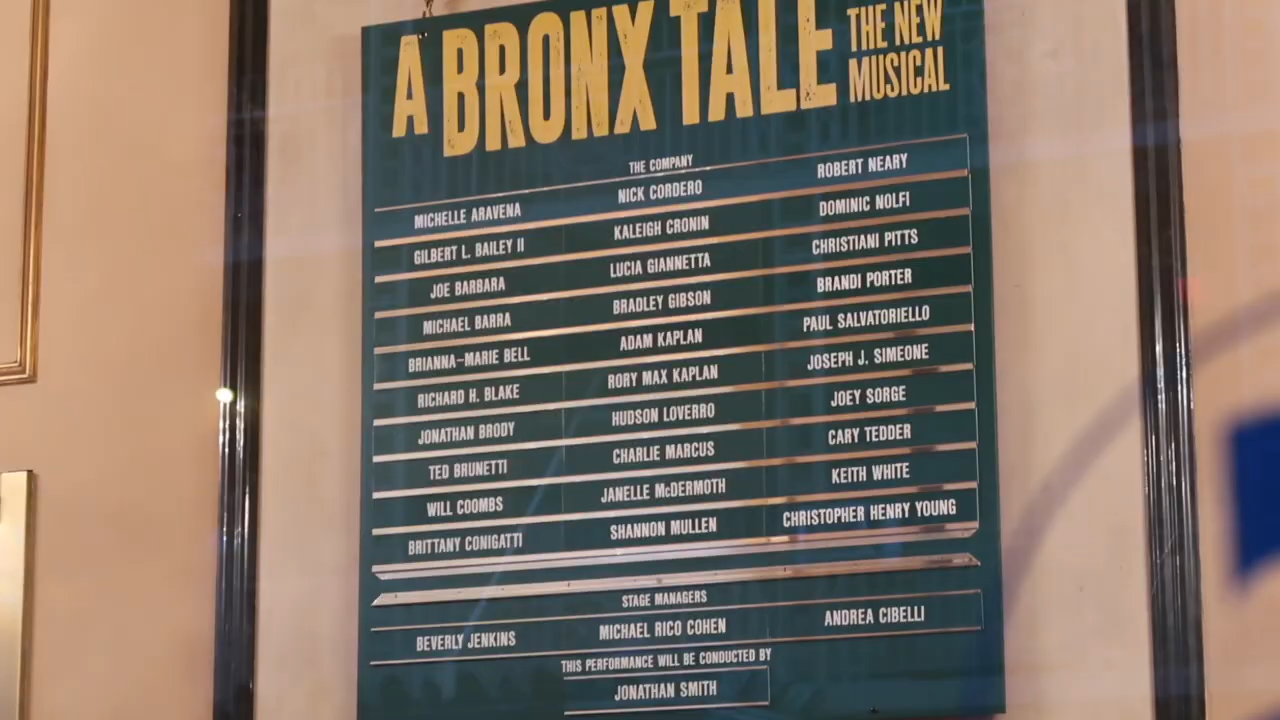 A BRONX TALE THE NEW MUSICAL
THE COMPANY
MICHELLE ARAVENA NICK CORDERO ROBERT NEARY
GILBERT L. BAILEY II KALEIGH CRONIN DOMINIC NOLFI
JOE BARBARA LUCIA GIANNETTA CHRISTIANI PITTS
MICHAEL BARRA BRADLEY GIBSON BRANDI PORTER
BRIANNA-MARIE BELL ADAM KAPLAN PAUL SALVATORIELLO
RICHARD H. BLAKE RORY MAX KAPLAN JOSEPH J. SIMEONE
JONATHAN BRODY HUDSON LOVERRO JOEY SORGE
TED BRUNETTI CHARLIE MARCUS CARY TEDDER
WILL COOMBS JANELLE McDERMOTH KEITH WHITE
BRITTANY CONIGATTI SHANNON MULLEN CHRISTOPHER HENRY YOUNG
STAGE MANAGERS
BEVERLY JENKINS MICHAEL RICO COHEN ANDREA CIBELLI
THIS PERFORMANCE WILL BE CONDUCTED BY
JONATHAN SMITH